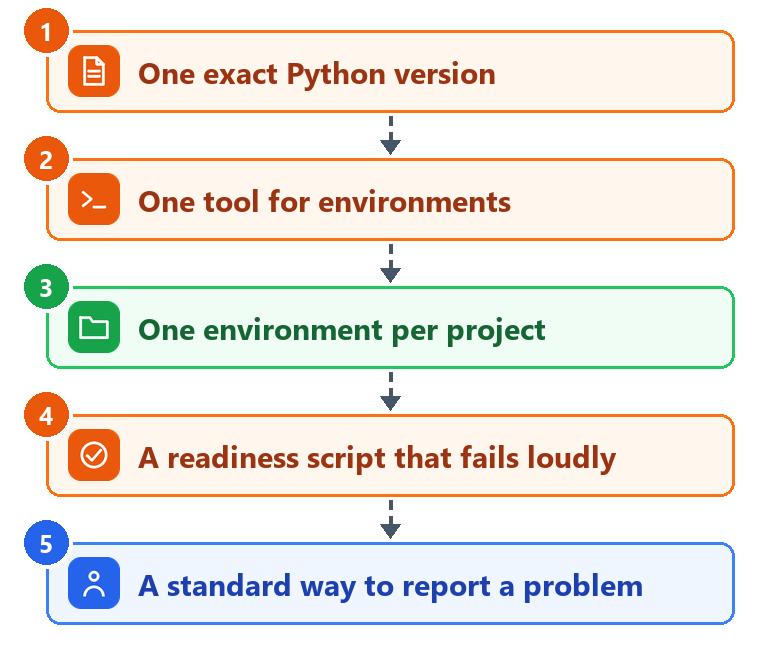 1
One exact Python version
2
One tool for environments
3
One environment per project
4
A readiness script that fails loudly
5
A standard way to report a problem